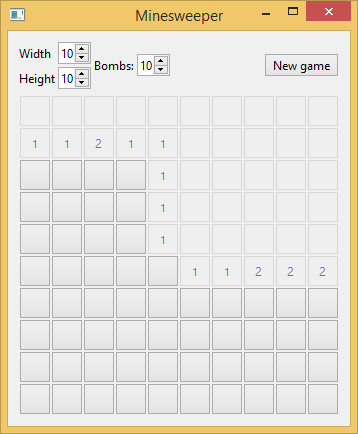 Minesweeper
Width 10
Height 10
Bombs: 10
New game
1 1 2 1 1
1
1
1
1 1 2 2 2